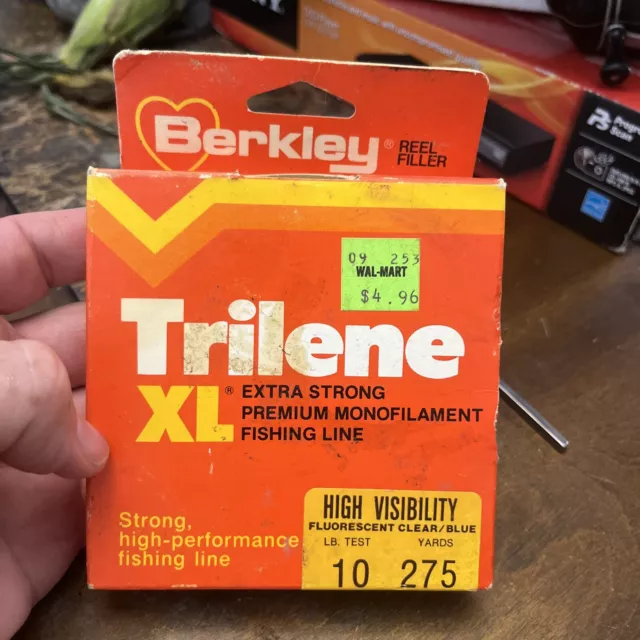 Berkley®
REEL
FILLER
09 253
WAL-MART
$4.96
Trilene
XL® EXTRA STRONG
PREMIUM MONOFILAMENT
FISHING LINE
Strong,
high-performance
fishing line
HIGH VISIBILITY
FLUORESCENT CLEAR/BLUE
LB. TEST YARDS
10 275